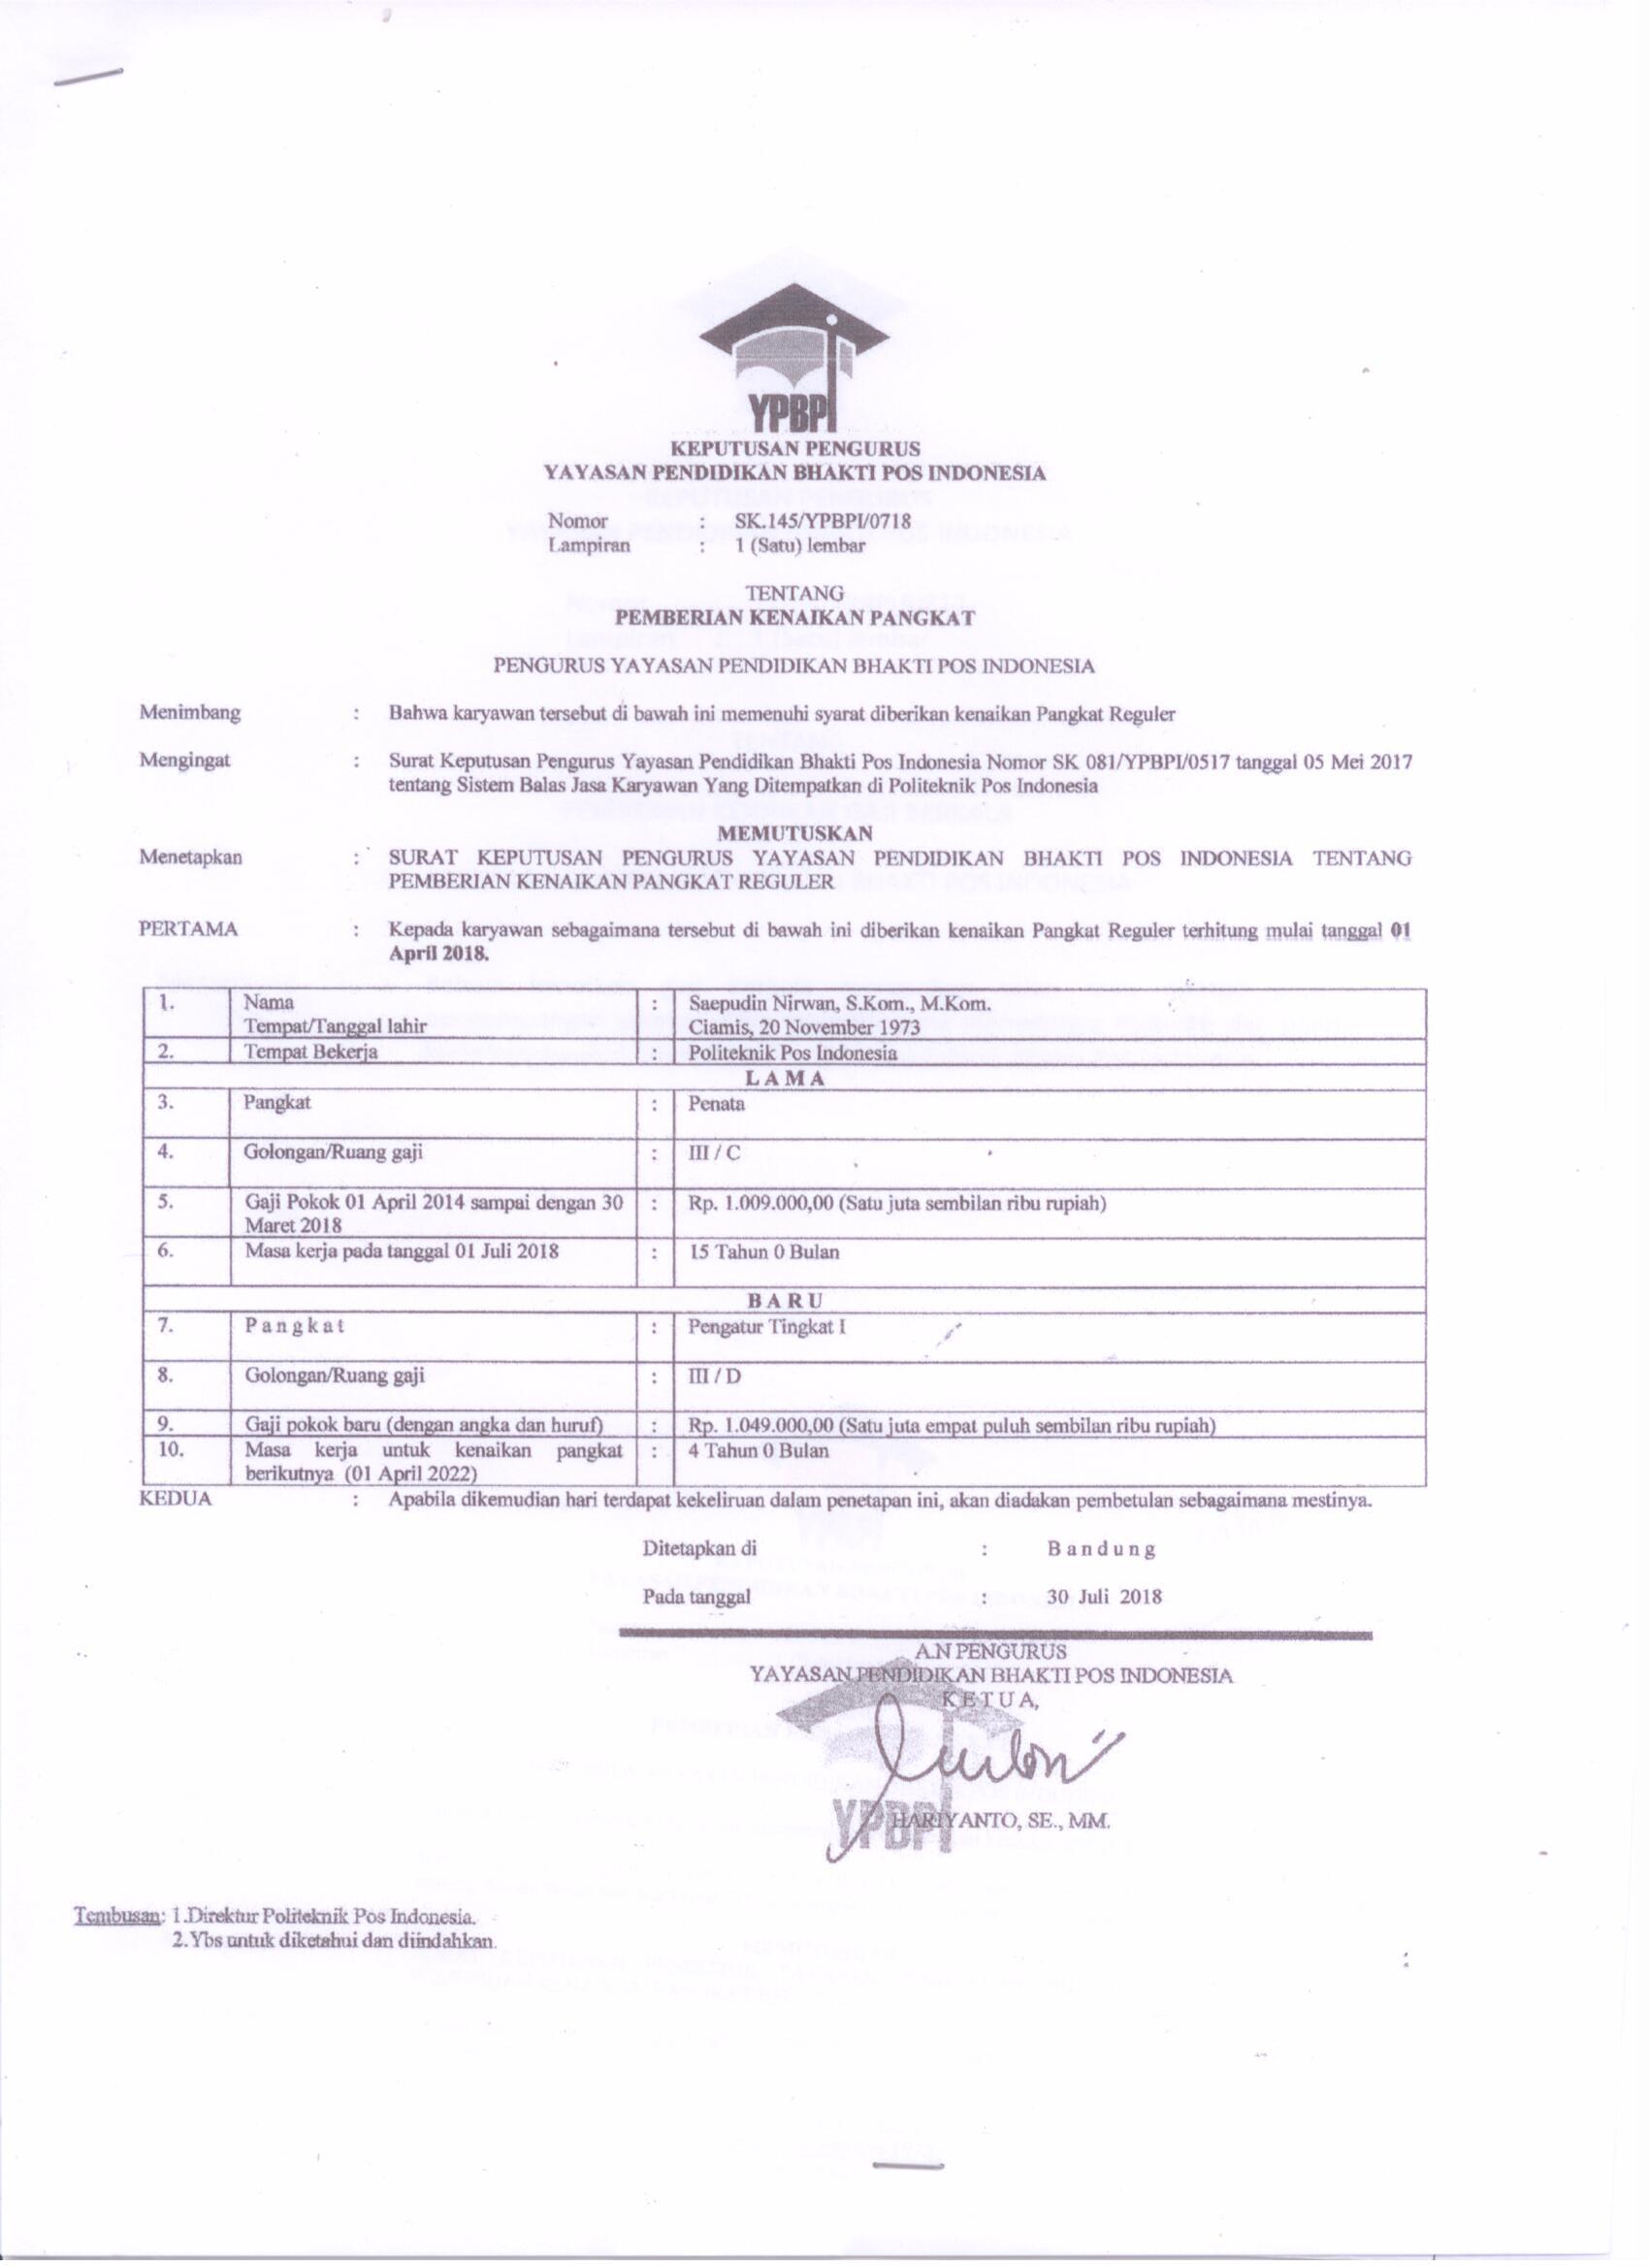 YPBPI
KEPUTUSAN PENGURUS
YAYASAN PENDIDIKAN BHAKTI POS INDONESIA
Nomor : SK.145/YPBPI/0718
Lampiran : 1 (Satu) lembar
TENTANG
PEMBERIAN KENAIKAN PANGKAT
PENGURUS YAYASAN PENDIDIKAN BHAKTI POS INDONESIA
Menimbang : Bahwa karyawan tersebut di bawah ini memenuhi syarat diberikan kenaikan Pangkat Reguler
Mengingat : Surat Keputusan Pengurus Yayasan Pendidikan Bhakti Pos Indonesia Nomor SK 081/YPBPI/0517 tanggal 05 Mei 2017
tentang Sistem Balas Jasa Karyawan Yang Ditempatkan di Politeknik Pos Indonesia
MEMUTUSKAN
Menetapkan : SURAT KEPUTUSAN PENGURUS YAYASAN PENDIDIKAN BHAKTI POS INDONESIA TENTANG
PEMBERIAN KENAIKAN PANGKAT REGULER
PERTAMA : Kepada karyawan sebagaimana tersebut di bawah ini diberikan kenaikan Pangkat Reguler terhitung mulai tanggal 01
April 2018.
1. Nama : Saepudin Nirwan, S.Kom., M.Kom.
Tempat/Tanggal lahir Ciamis, 20 November 1973
2. Tempat Bekerja : Politeknik Pos Indonesia
L A M A
3. Pangkat : Penata
4. Golongan/Ruang gaji : III / C
5. Gaji Pokok 01 April 2014 sampai dengan 30 : Rp. 1.009.000,00 (Satu juta sembilan ribu rupiah)
Maret 2018
6. Masa kerja pada tanggal 01 Juli 2018 : 15 Tahun 0 Bulan
B A R U
7. P a n g k a t : Pengatur Tingkat I
8. Golongan/Ruang gaji : III / D
9. Gaji pokok baru (dengan angka dan huruf) : Rp. 1.049.000,00 (Satu juta empat puluh sembilan ribu rupiah)
10. Masa kerja untuk kenaikan pangkat : 4 Tahun 0 Bulan
berikutnya (01 April 2022)
KEDUA : Apabila dikemudian hari terdapat kekeliruan dalam penetapan ini, akan diadakan pembetulan sebagaimana mestinya.
Ditetapkan di : B a n d u n g
Pada tanggal : 30 Juli 2018
A.N PENGURUS
YAYASAN PENDIDIKAN BHAKTI POS INDONESIA
K E T U A,
YPBPI
HARIYANTO, SE., MM.
Tembusan: 1.Direktur Politeknik Pos Indonesia.
2.Ybs untuk diketahui dan diindahkan.